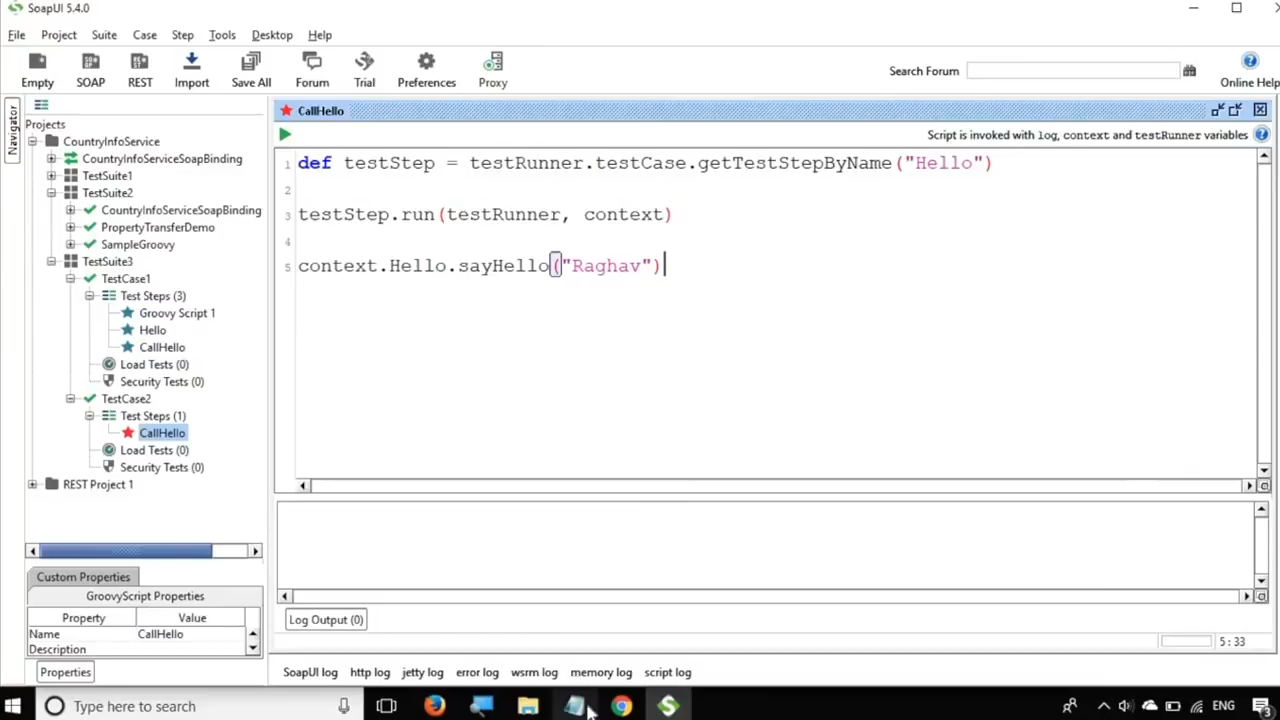 SoapUI 5.4.0
File Project Suite Case Step Tools Desktop Help
Empty SOAP REST Import Save All Forum Trial Preferences Proxy
Search Forum
Online Help
Navigator
Projects
CountryInfoService
CountryInfoServiceSoapBinding
TestSuite1
TestSuite2
CountryInfoServiceSoapBinding
PropertyTransferDemo
SampleGroovy
TestSuite3
TestCase1
Test Steps (3)
Groovy Script 1
Hello
CallHello
Load Tests (0)
Security Tests (0)
TestCase2
Test Steps (1)
CallHello
Load Tests (0)
Security Tests (0)
REST Project 1
Custom Properties
GroovyScript Properties
Property Value
Name CallHello
Description
Properties
CallHello
Script is invoked with log, context and testRunner variables
1 def testStep = testRunner.testCase.getTestStepByName("Hello")
2
3 testStep.run(testRunner, context)
4
5 context.Hello.sayHello("Raghav")
Log Output (0)
5 : 33
SoapUI log http log jetty log error log wsrm log memory log script log
Type here to search
ENG
3